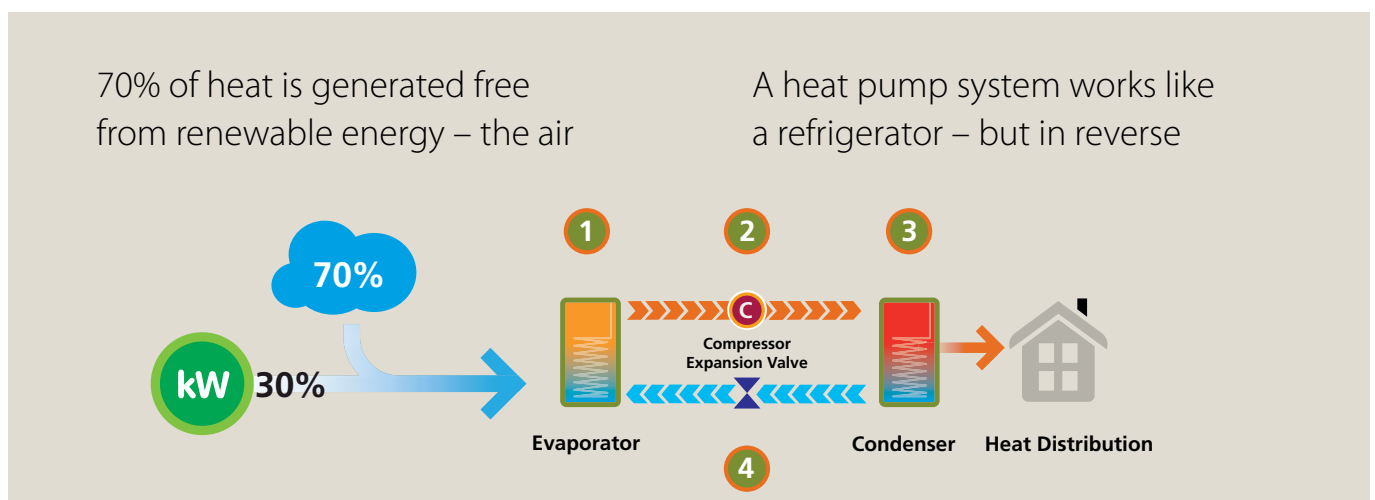 70% of heat is generated free
from renewable energy – the air
A heat pump system works like
a refrigerator – but in reverse
1
2
3
70%
C
kW
30%
Compressor
Expansion Valve
Evaporator
Condenser
Heat Distribution
4